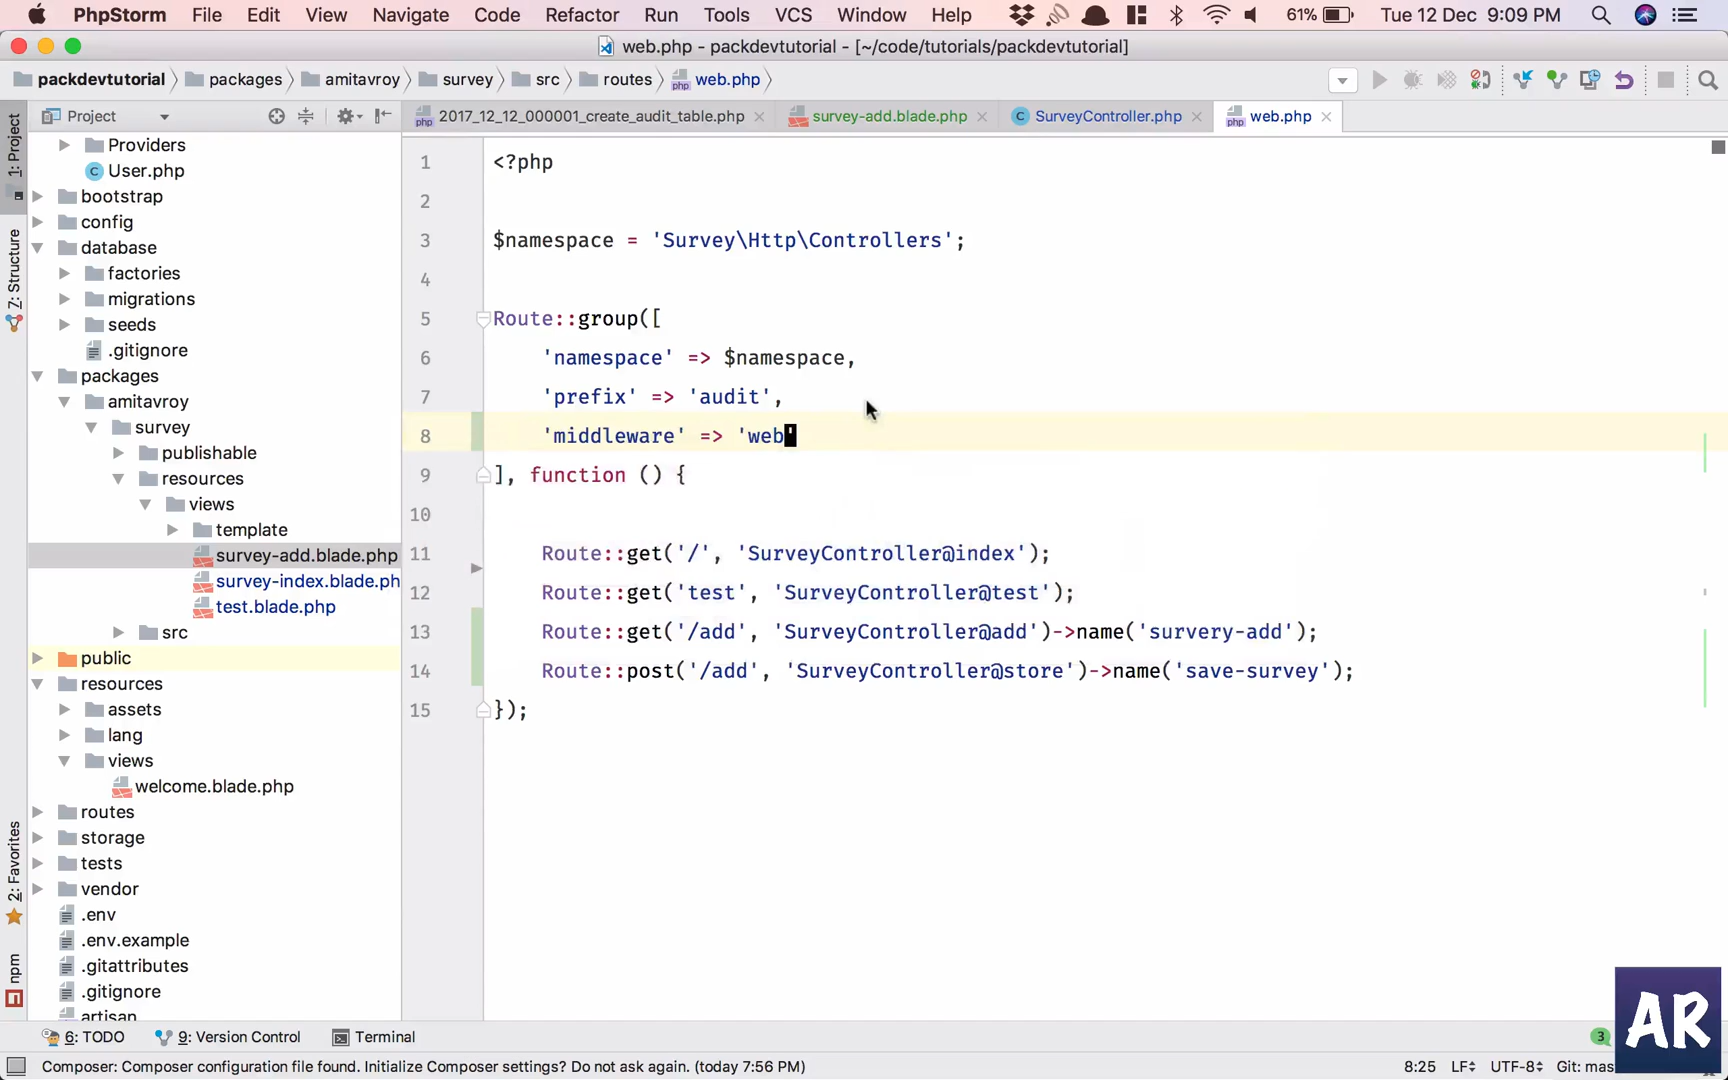 PhpStorm File Edit View Navigate Code Refactor Run Tools VCS Window Help 61% Tue 12 Dec 9:09 PM
web.php - packdevtutorial - [~/code/tutorials/packdevtutorial]
packdevtutorial packages amitavroy survey src routes web.php
Project
2017_12_12_000001_create_audit_table.php survey-add.blade.php SurveyController.php web.php
1: Project
7: Structure
2: Favorites
npm
Providers
User.php
bootstrap
config
database
factories
migrations
seeds
.gitignore
packages
amitavroy
survey
publishable
resources
views
template
survey-add.blade.php
survey-index.blade.ph
test.blade.php
src
public
resources
assets
lang
views
welcome.blade.php
routes
storage
tests
vendor
.env
.env.example
.gitattributes
.gitignore
artisan
1 <?php
2
3 $namespace = 'Survey\Http\Controllers';
4
5 Route::group([
6 'namespace' => $namespace,
7 'prefix' => 'audit',
8 'middleware' => 'web'
9 ], function () {
10
11 Route::get('/', 'SurveyController@index');
12 Route::get('test', 'SurveyController@test');
13 Route::get('/add', 'SurveyController@add')->name('survery-add');
14 Route::post('/add', 'SurveyController@store')->name('save-survey');
15 });
6: TODO 9: Version Control Terminal 3
AR
Composer: Composer configuration file found. Initialize Composer settings? Do not ask again. (today 7:56 PM) 8:25 LF UTF-8 Git: mas